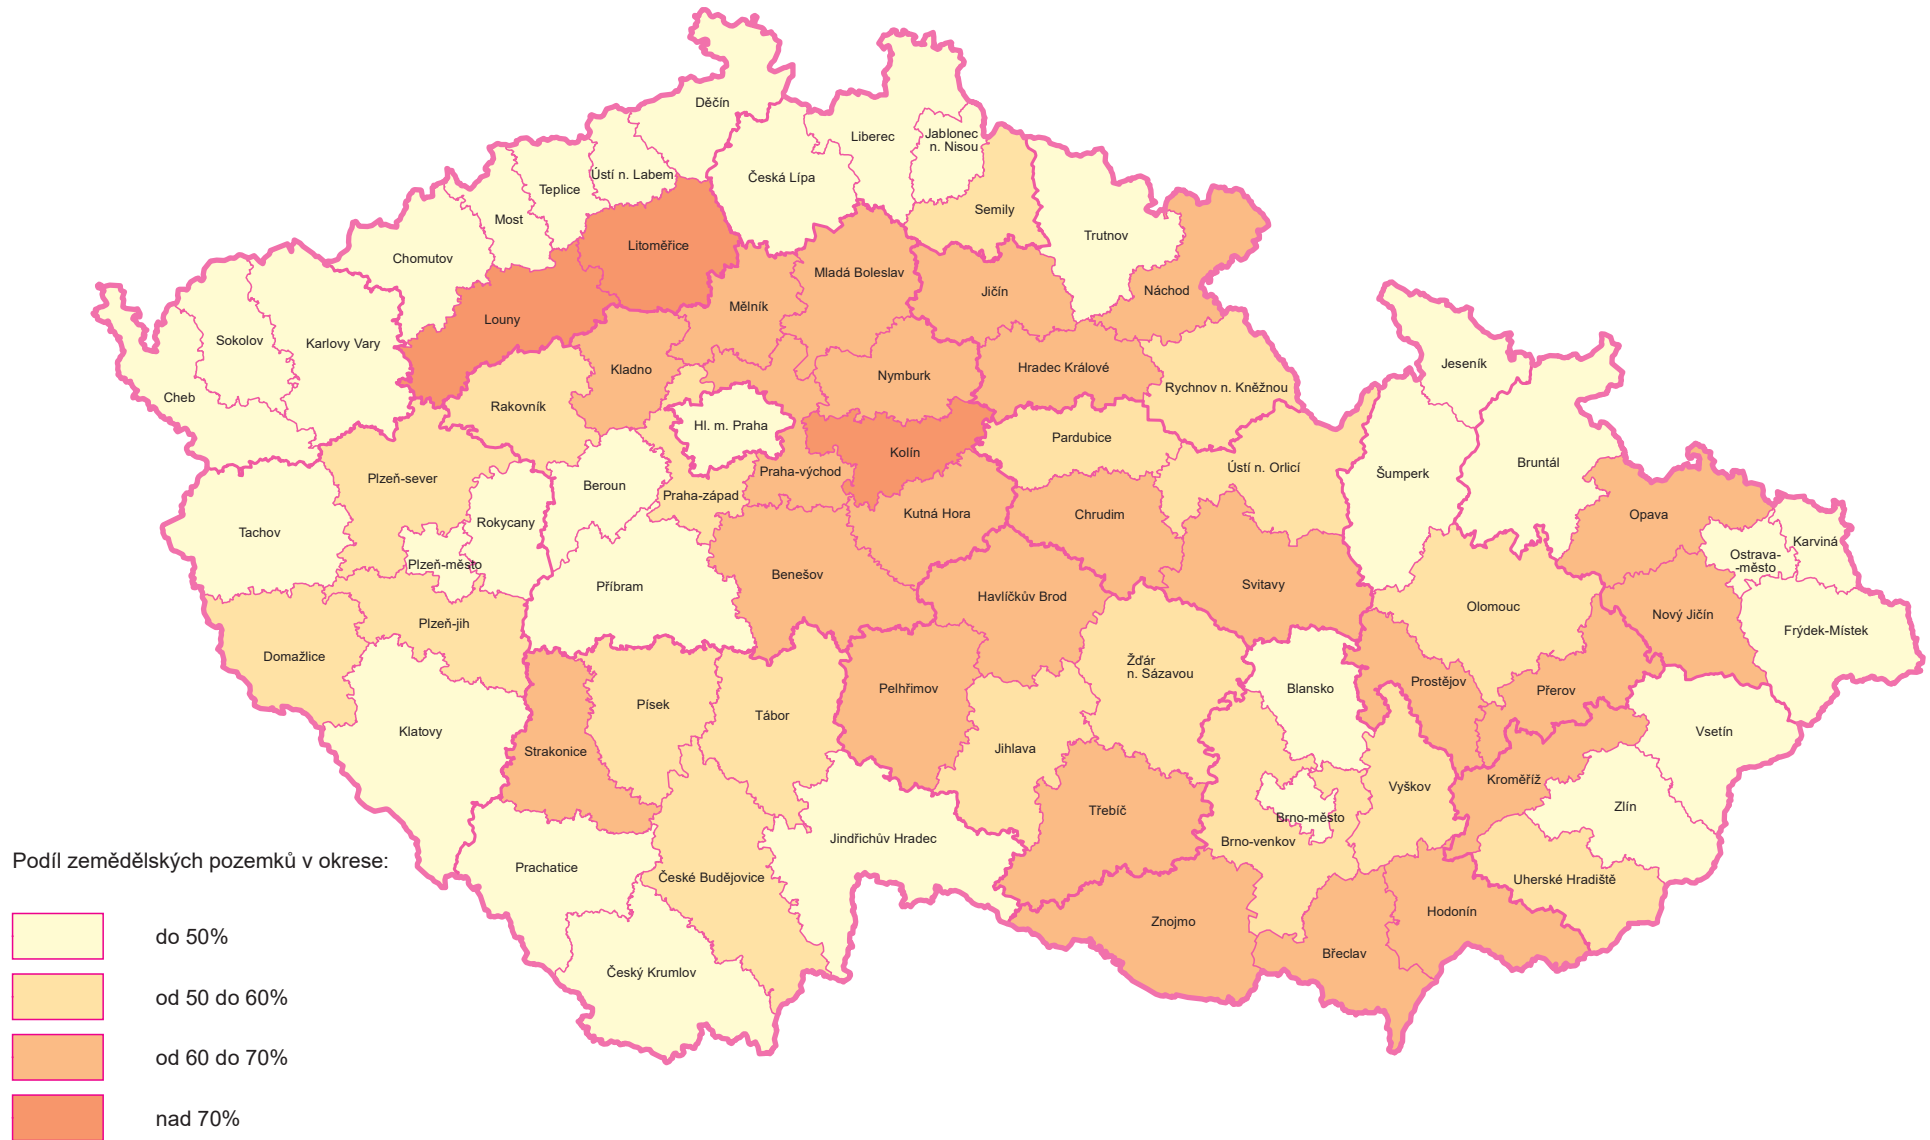 Děčín
Liberec
Jablonec
n. Nisou
Ústí n. Labem
Česká Lípa
Teplice
Most
Semily
Trutnov
Litoměřice
Chomutov
Mladá Boleslav
Jičín
Náchod
Mělník
Louny
Sokolov
Karlovy Vary
Jeseník
Kladno
Nymburk
Hradec Králové
Rychnov n. Kněžnou
Cheb
Rakovník
Hl. m. Praha
Pardubice
Kolín
Bruntál
Ústí n. Orlicí
Šumperk
Praha-východ
Plzeň-sever
Beroun
Praha-západ
Kutná Hora
Chrudim
Opava
Rokycany
Tachov
Karviná
Ostrava-
-město
Plzeň-město
Benešov
Příbram
Svitavy
Havlíčkův Brod
Olomouc
Nový Jičín
Plzeň-jih
Frýdek-Místek
Domažlice
Žďár
n. Sázavou
Prostějov
Pelhřimov
Blansko
Přerov
Písek
Tábor
Klatovy
Vsetín
Jihlava
Strakonice
Kroměříž
Vyškov
Zlín
Třebíč
Brno-město
Jindřichův Hradec
Brno-venkov
Prachatice
České Budějovice
Uherské Hradiště
Hodonín
Znojmo
Břeclav
Český Krumlov
Podíl zemědělských pozemků v okrese:
do 50%
od 50 do 60%
od 60 do 70%
nad 70%